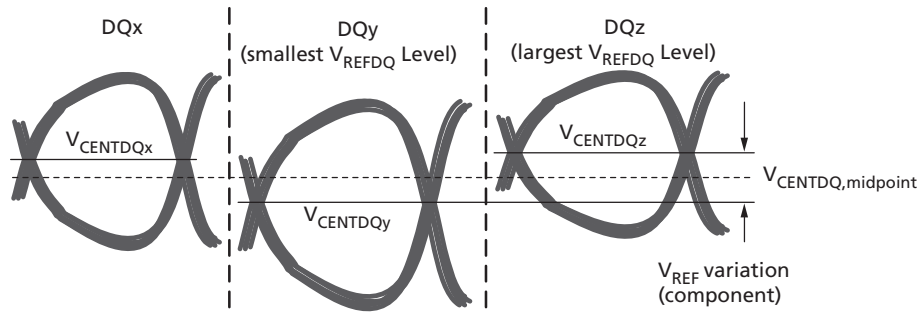 DQx
DQy
(smallest VREFDQ Level)
DQz
(largest VREFDQ Level)
VCENTDQx
VCENTDQy
VCENTDQz
VCENTDQ,midpoint
VREF variation
(component)